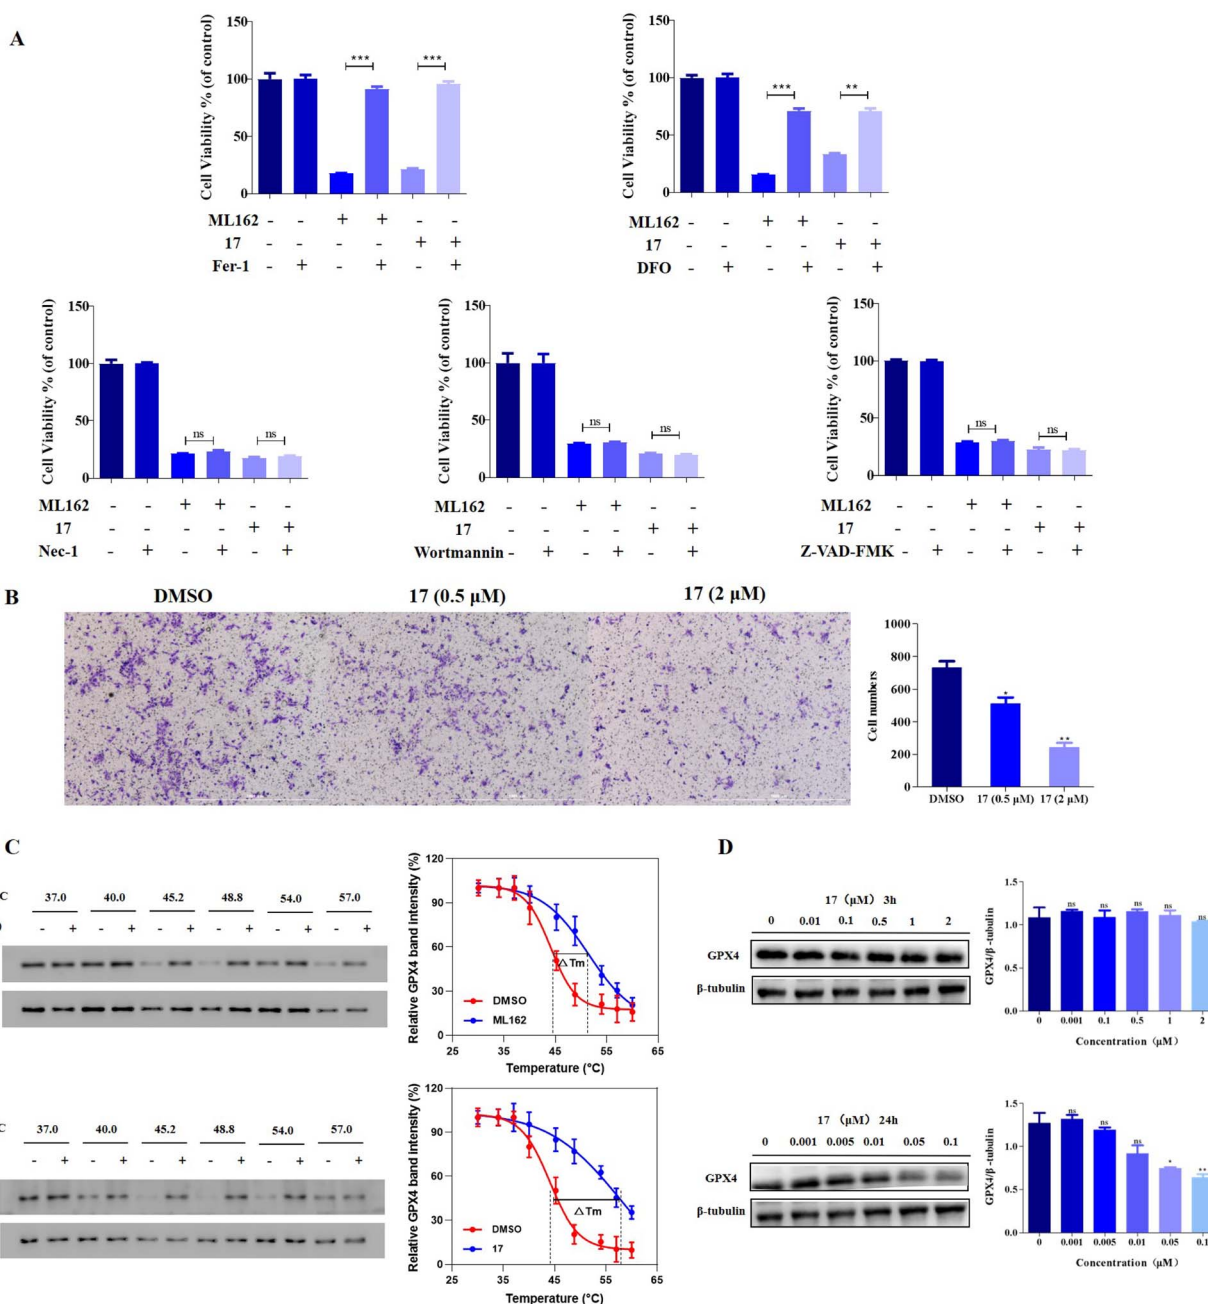 A
Cell Viability % (of control)
150
100
50
0
*** ***
ML162 - - + + - -
17 - - - - + +
Fer-1 - + - + - +
Cell Viability % (of control)
150
100
50
0
*** **
ML162 - - + + - -
17 - - - - + +
DFO - + - + - +
Cell Viability % (of control)
150
100
50
0
ns ns
ML162 - - + + - -
17 - - - - + +
Nec-1 - + - + - +
Cell Viability % (of control)
150
100
50
0
ns ns
ML162 - - + + - -
17 - - - - + +
Wortmannin - + - + - +
Cell Viability % (of control)
150
100
50
0
ns ns
ML162 - - + + - -
17 - - - - + +
Z-VAD-FMK - + - + - +
B
DMSO 17 (0.5 μM) 17 (2 μM)
Cell numbers
1000
800
600
400
200
0
* **
DMSO 17 (0.5 μM) 17 (2 μM)
C
C 37.0 40.0 45.2 48.8 54.0 57.0
- + - + - + - + - + - +
Relative GPX4 band intensity (%)
120
90
60
30
0
△ Tm
DMSO
ML162
25 35 45 55 65
Temperature (°C)
C 37.0 40.0 45.2 48.8 54.0 57.0
- + - + - + - + - + - +
Relative GPX4 band intensity (%)
120
90
60
30
0
△ Tm
DMSO
17
25 35 45 55 65
Temperature (°C)
D
17 (μM) 3h
0 0.01 0.1 0.5 1 2
GPX4
β-tubulin
GPX4/β -tubulin
1.5
1.0
0.5
0.0
ns ns ns ns ns
0 0.001 0.1 0.5 1 2
Concentration (μM)
17 (μM) 24h
0 0.001 0.005 0.01 0.05 0.1
GPX4
β-tubulin
GPX4/β -tubulin
1.5
1.0
0.5
0.0
ns ns ns * **
0 0.001 0.005 0.01 0.05 0.1
Concentration (μM)